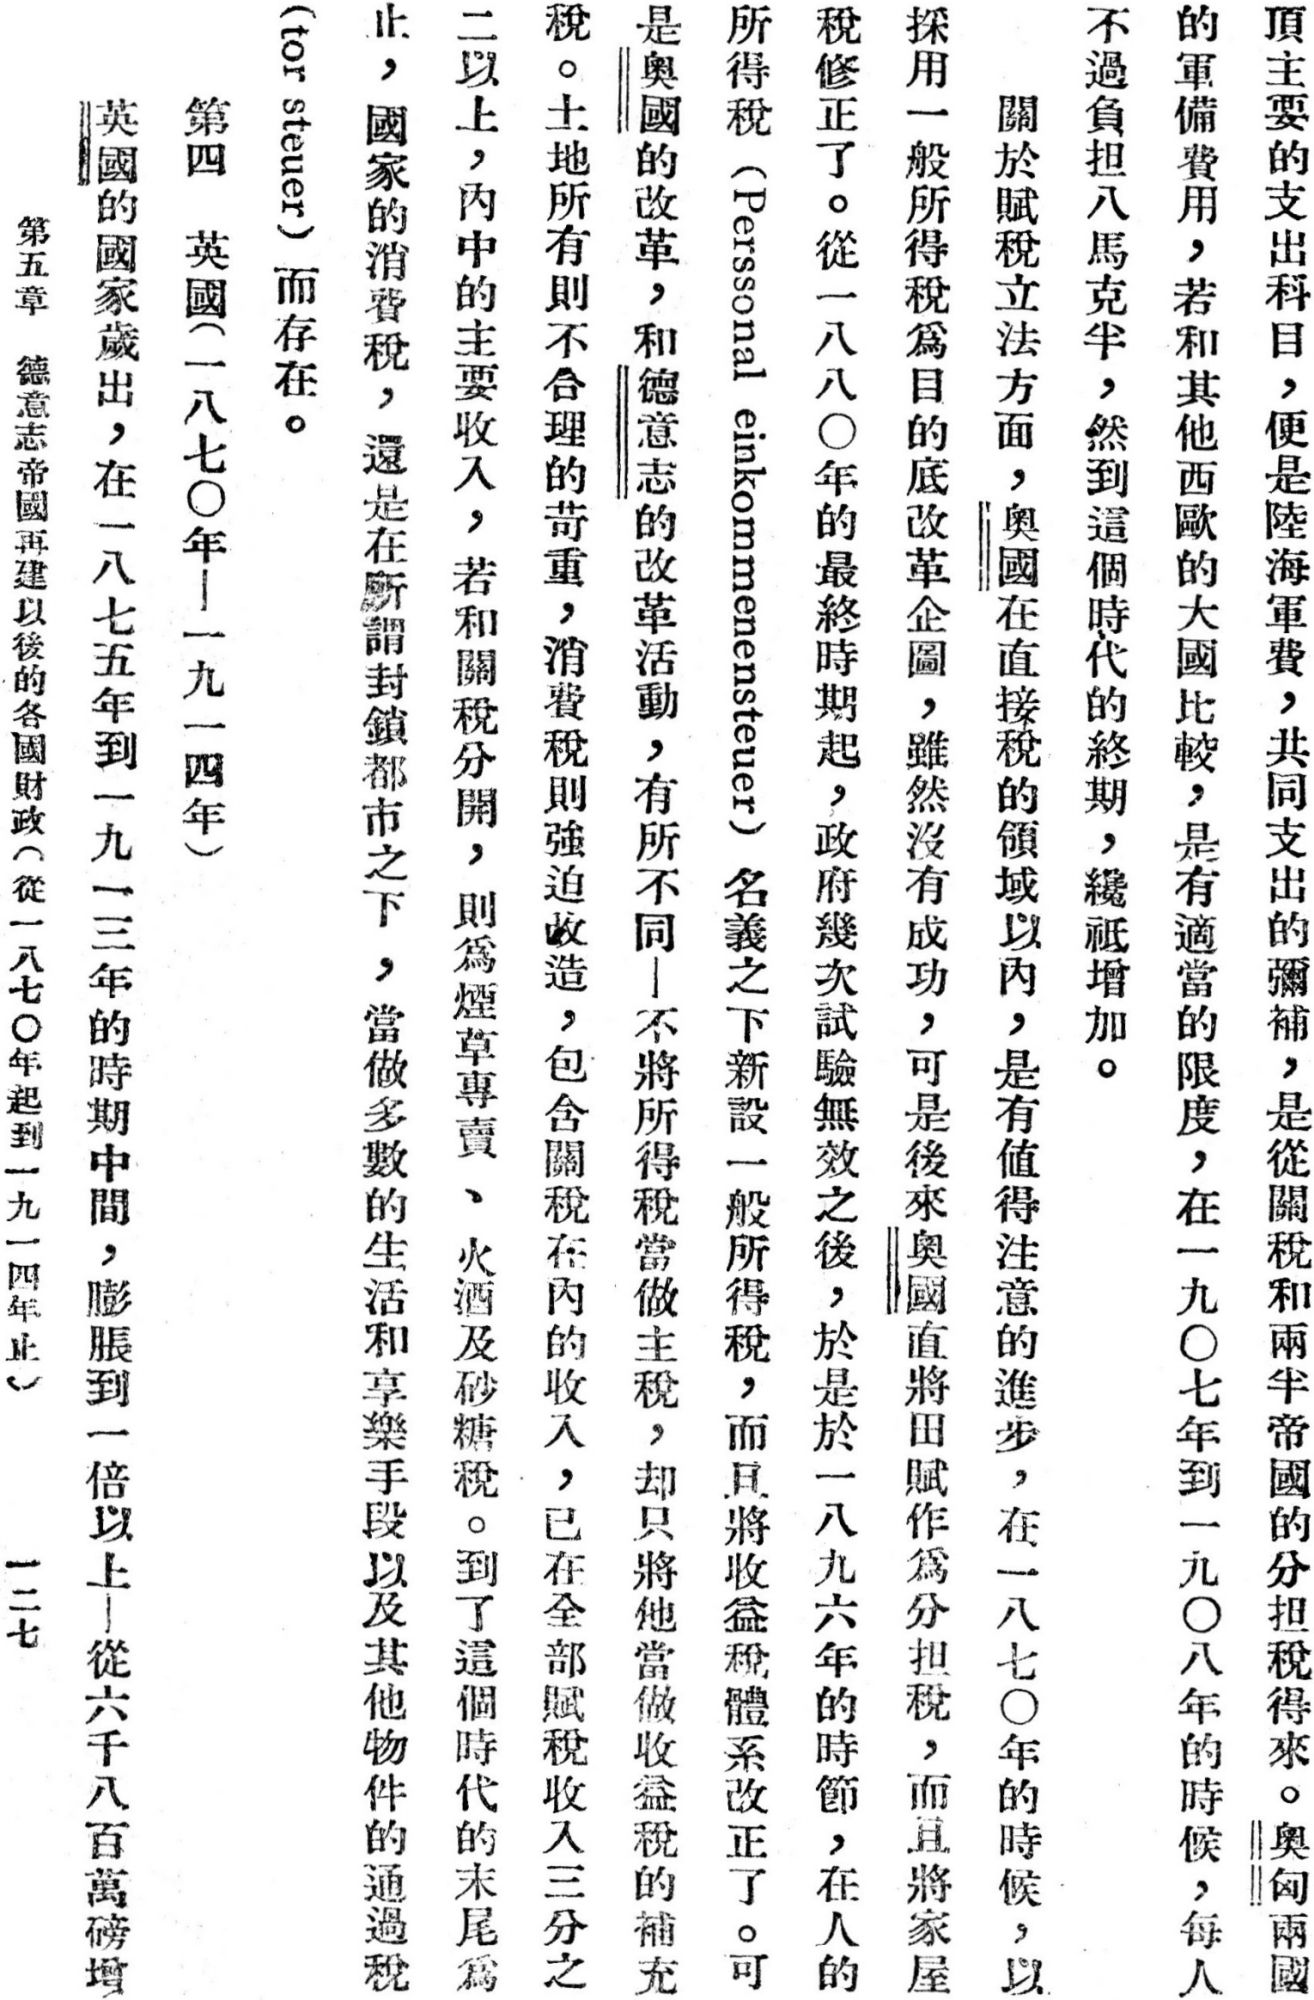 頂主要的支出科目，便是陸海軍費，共同支出的彌補，是從關稅和兩半帝國的分担稅得來。奧匈兩國
的軍備費用，若和其他西歐的大國比較，是有適當的限度，在一九〇七年到一九〇八年的時候，每人
不過負担八馬克半，然到這個時代的終期，纔祇增加。
關於賦稅立法方面，奧國在直接稅的領域以內，是有値得注意的進步，在一八七〇年的時候，以
採用一般所得稅爲目的底改革企圖，雖然沒有成功，可是後來奧國直將田賦作爲分担稅，而且將家屋
稅修正了。從一八八〇年的最終時期起，政府幾次試驗無效之後，於是於一八九六年的時節，在人的
所得稅（Perssonal einkommenensteuer）名義之下新設一般所得稅，而且將收益稅體系改正了。可
是奧國的改革，和德意志的改革活動，有所不同—不將所得稅當做主稅，却只將他當做收益稅的補充
稅。土地所有則不合理的苛重，消費稅則強迫改造，包含關稅在內的收入，已在全部賦稅收入三分之
二以上，內中的主要收入，若和關稅分開，則爲煙草專賣、火酒及砂糖稅。到了這個時代的末尾爲
止，國家的消費稅，還是在所謂封鎖都市之下，當做多數的生活和享樂手段以及其他物件的通過稅
（tor steuer）而存在。
第四　英國（一八七〇年—一九一四年）
英國的國家歲出，在一八七五年到一九一三年的時期中間，膨脹到一倍以上—從六千八百萬磅增
第五章　德意志帝國再建以後的各國財政（從一八七〇年起到一九一四年止）　一二七